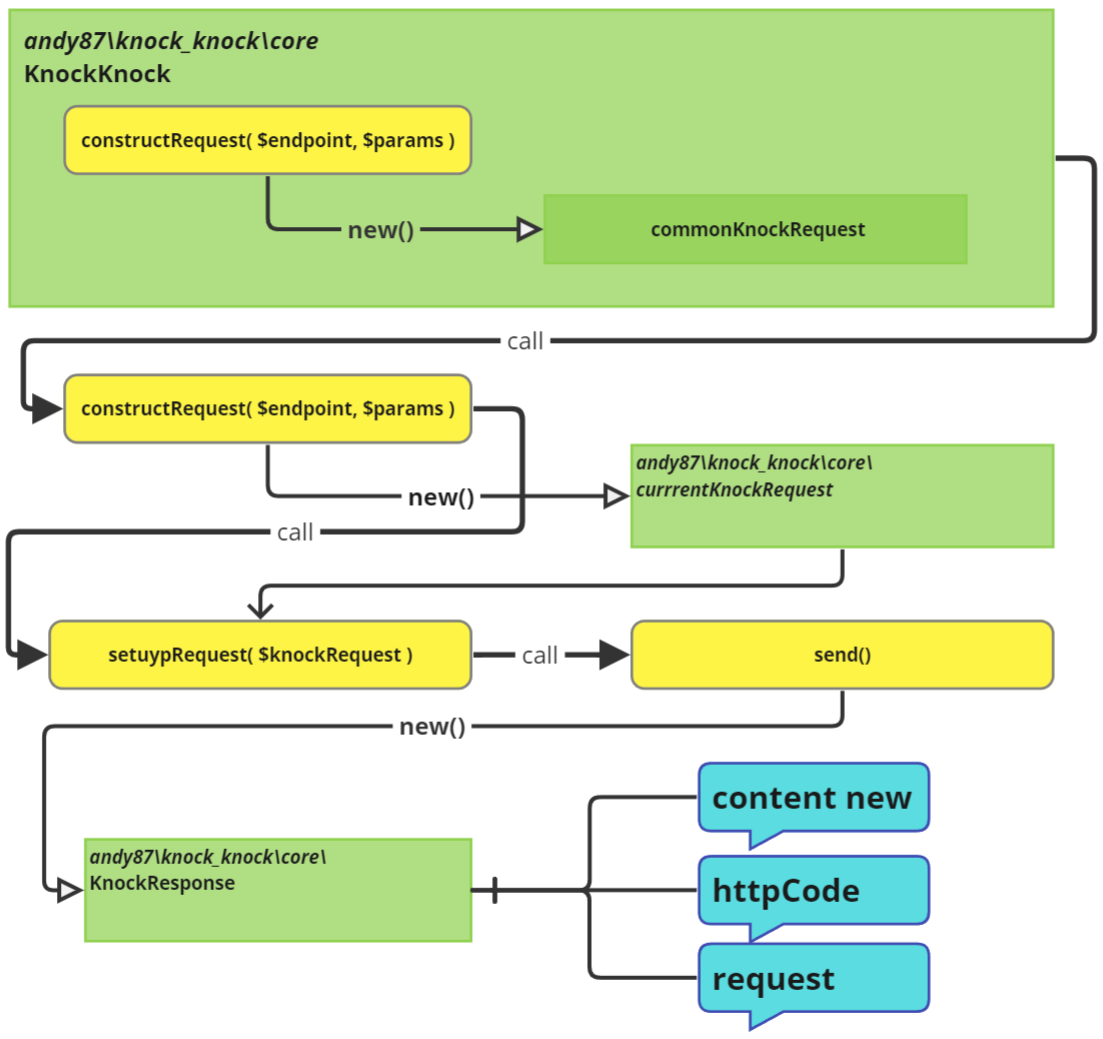 andy87\knock_knock\core
KnockKnock
constructRequest( $endpoint, $params )
new()
commonKnockRequest
call
constructRequest( $endpoint, $params )
andy87\knock_knock\core\
currrentKnockRequest
new()
call
setuypRequest( $knockRequest )
call
send()
new()
content new
andy87\knock_knock\core\
KnockResponse
httpCode
request